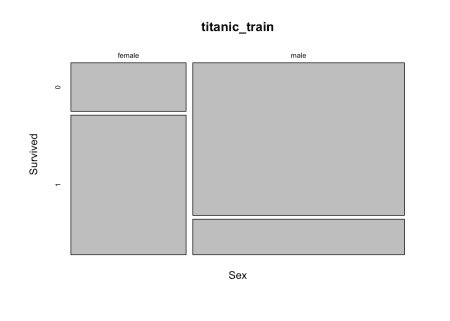 titanic_train
female male
0
Survived
1
Sex